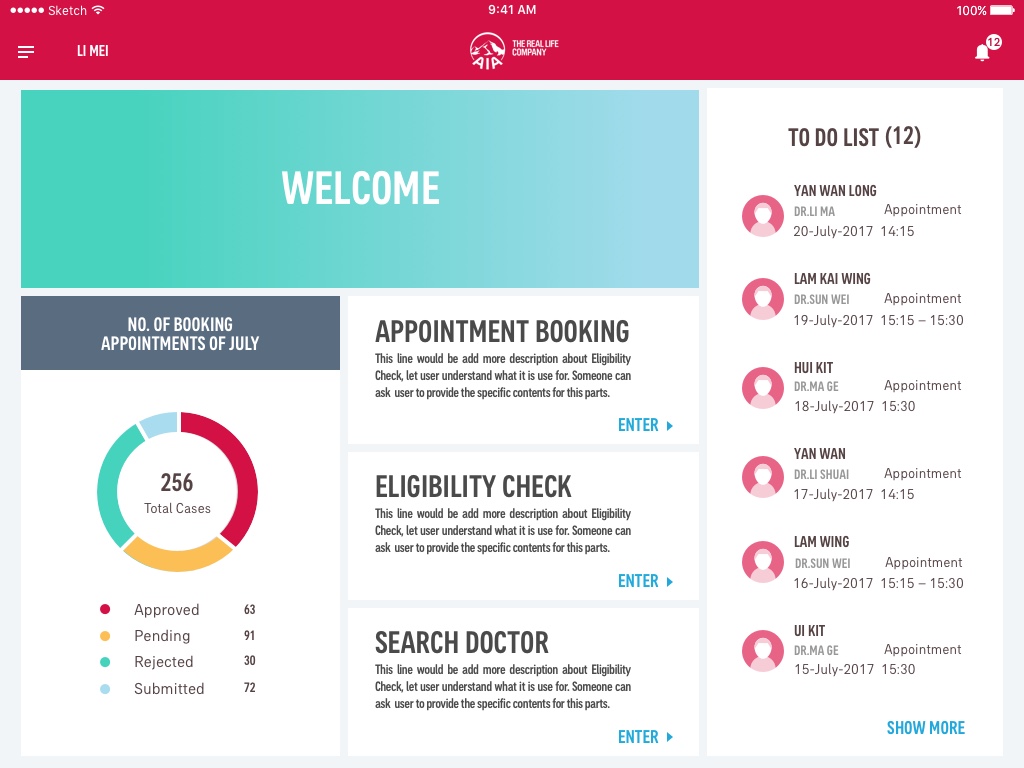 Sketch
9:41 AM
100%
LI MEI
AIA
THE REAL LIFE
COMPANY
12
WELCOME
NO. OF BOOKING
APPOINTMENTS OF JULY
256
Total Cases
Approved 63
Pending 91
Rejected 30
Submitted 72
APPOINTMENT BOOKING
This line would be add more description about Eligibility
Check, let user understand what it is use for. Someone can
ask user to provide the specific contents for this parts.
ENTER
ELIGIBILITY CHECK
This line would be add more description about Eligibility
Check, let user understand what it is use for. Someone can
ask user to provide the specific contents for this parts.
ENTER
SEARCH DOCTOR
This line would be add more description about Eligibility
Check, let user understand what it is use for. Someone can
ask user to provide the specific contents for this parts.
ENTER
TO DO LIST (12)
YAN WAN LONG
DR.LI MA Appointment
20-July-2017 14:15
LAM KAI WING
DR.SUN WEI Appointment
19-July-2017 15:15 – 15:30
HUI KIT
DR.MA GE Appointment
18-July-2017 15:30
YAN WAN
DR.LI SHUAI Appointment
17-July-2017 14:15
LAM WING
DR.SUN WEI Appointment
16-July-2017 15:15 – 15:30
UI KIT
DR.MA GE Appointment
15-July-2017 15:30
SHOW MORE